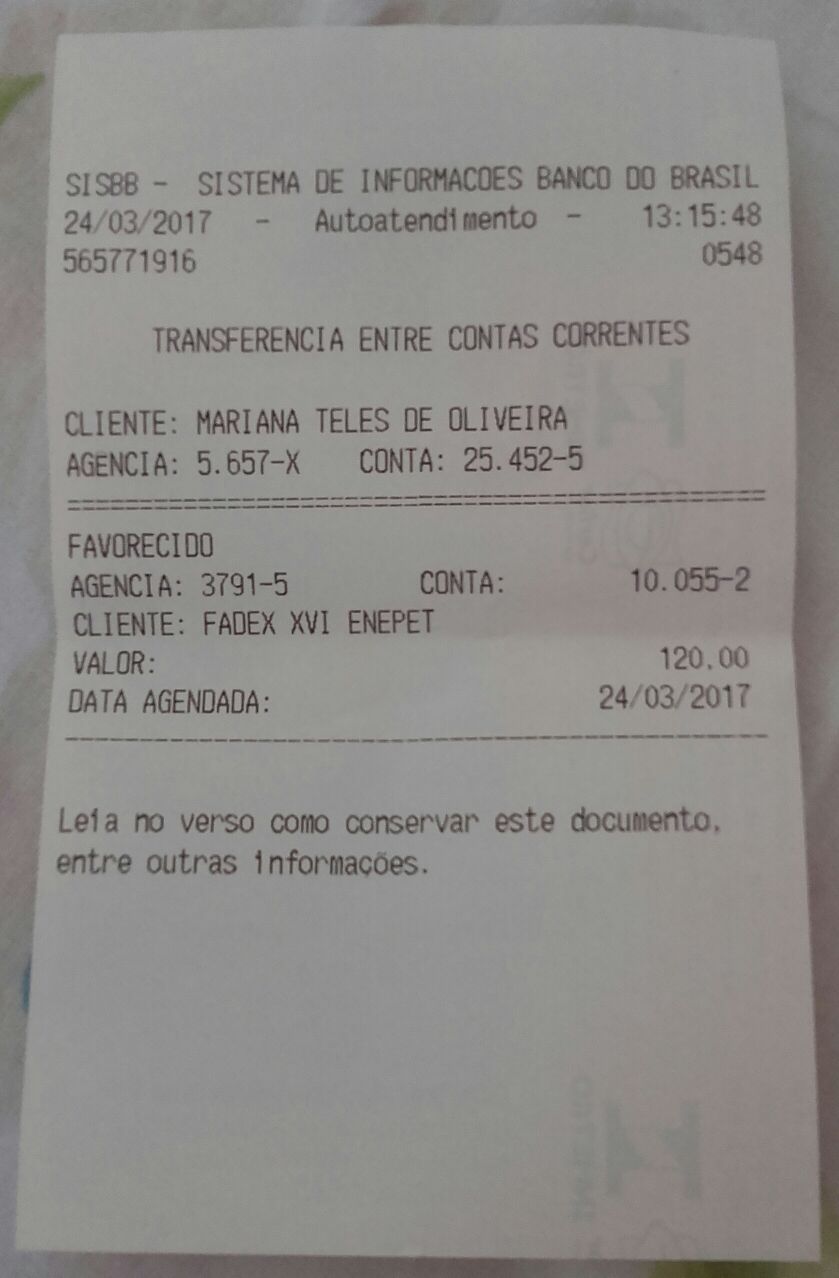 SISBB - SISTEMA DE INFORMACOES BANCO DO BRASIL
24/03/2017 - Autoatendimento - 13:15:48
565771916 0548
TRANSFERENCIA ENTRE CONTAS CORRENTES
CLIENTE: MARIANA TELES DE OLIVEIRA
AGENCIA: 5.657-X CONTA: 25.452-5
================================================
FAVORECIDO
AGENCIA: 3791-5 CONTA: 10.055-2
CLIENTE: FADEX XVI ENEPET
VALOR: 120,00
DATA AGENDADA: 24/03/2017
------------------------------------------------
Leia no verso como conservar este documento,
entre outras informações.